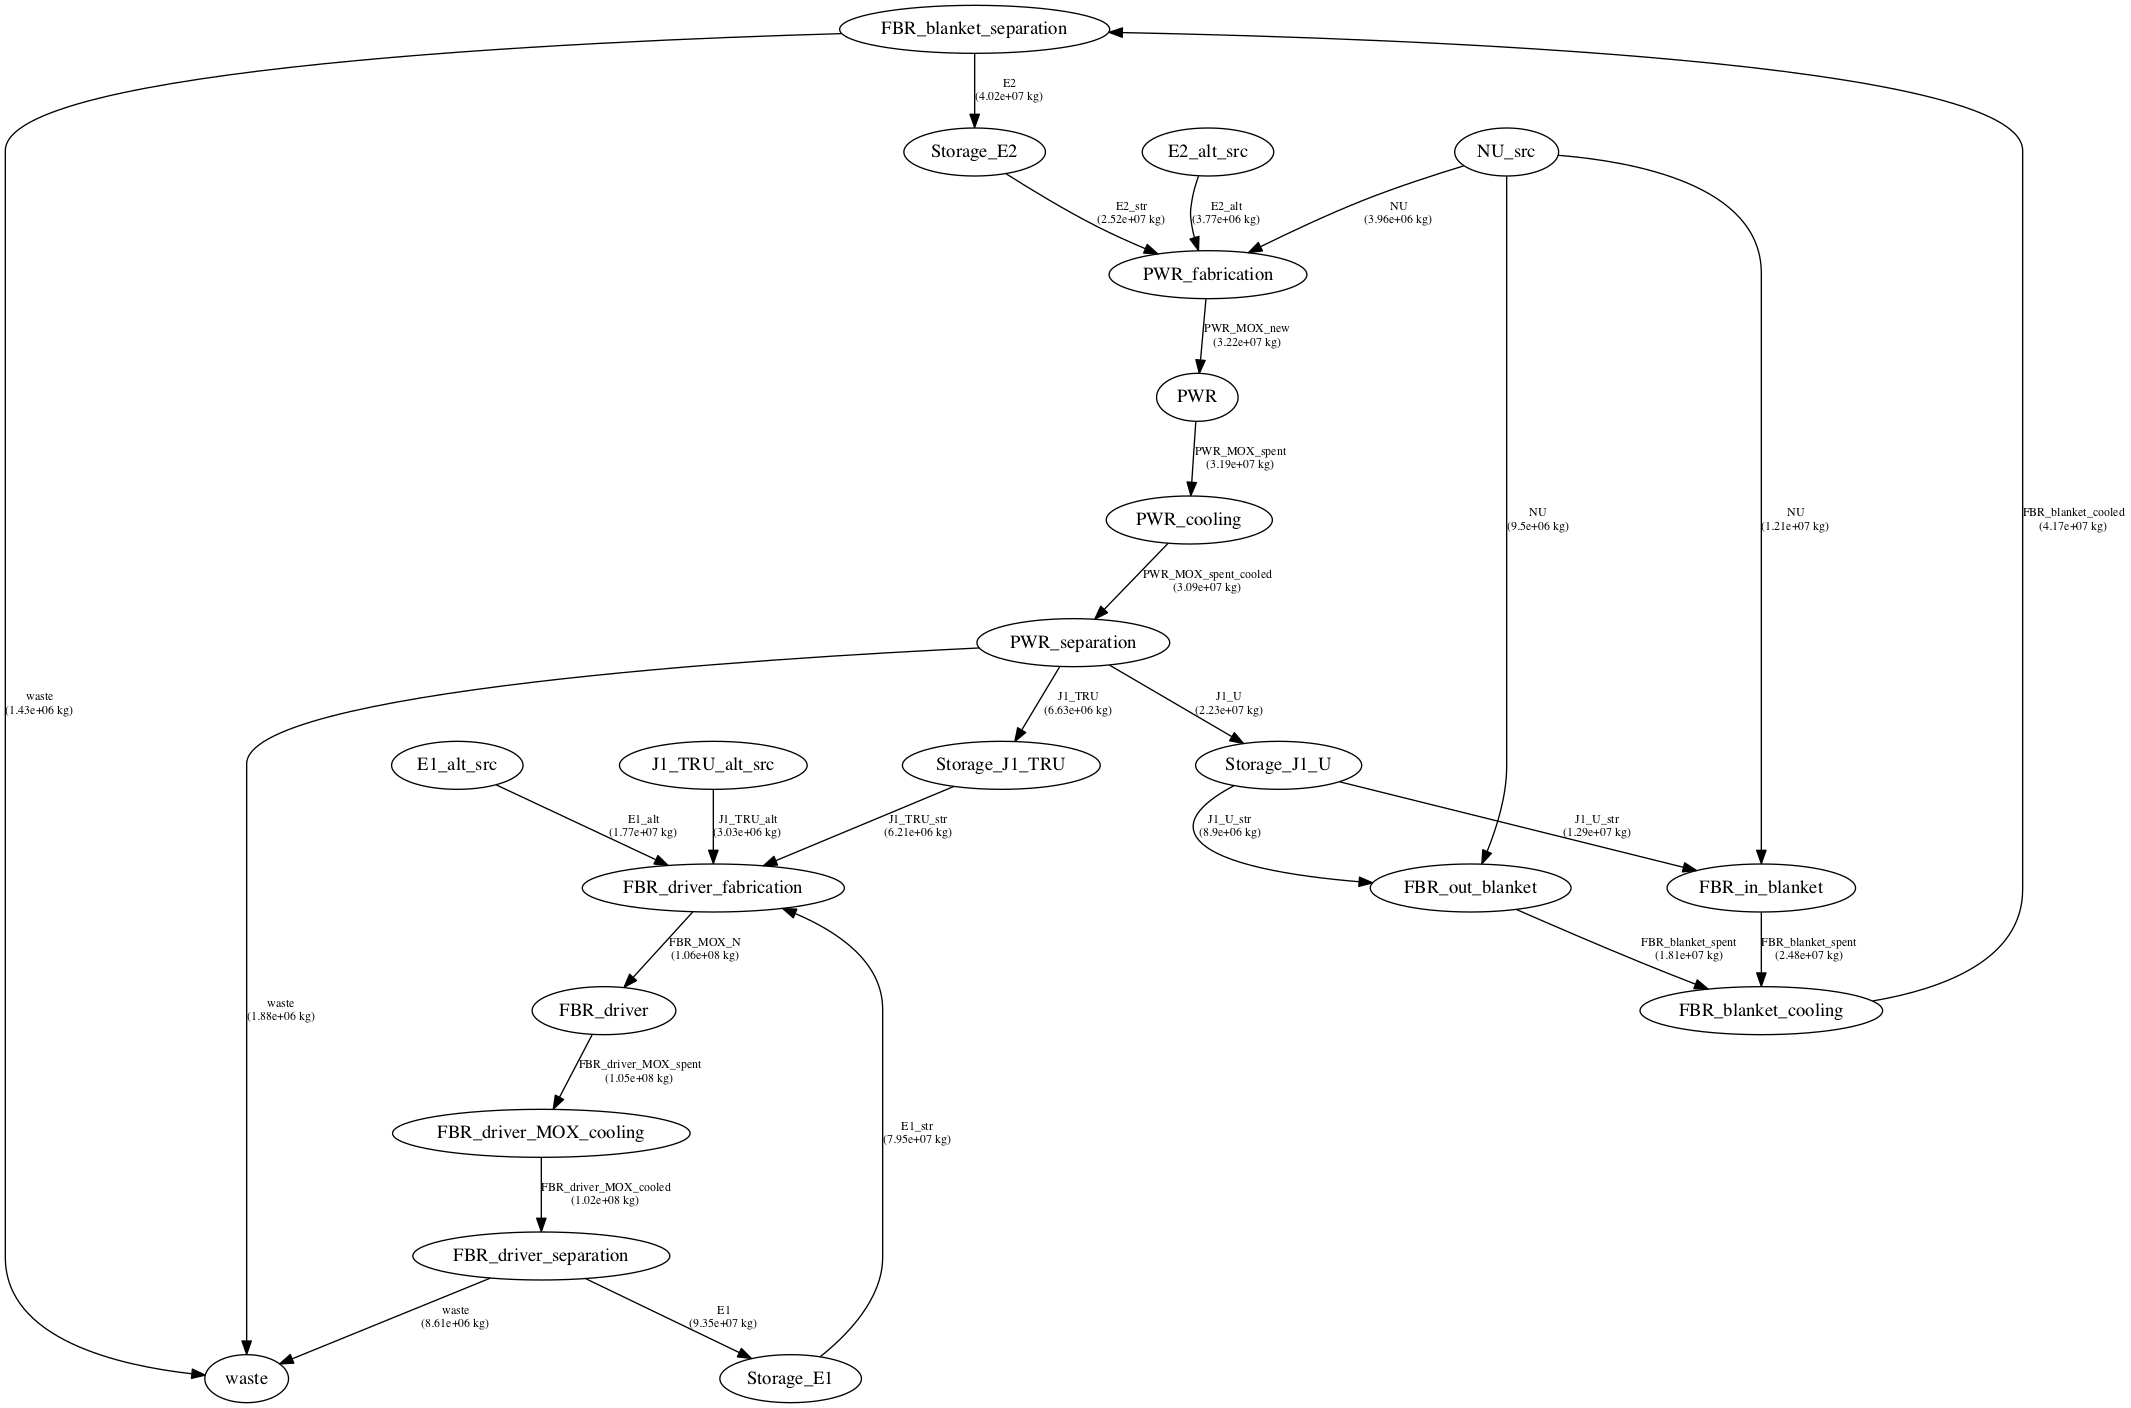 FBR_blanket_separation
E2
(4.02e+07 kg)
Storage_E2
E2_alt_src
NU_src
E2_str
(2.52e+07 kg)
E2_alt
(3.77e+06 kg)
NU
(3.96e+06 kg)
PWR_fabrication
PWR_MOX_new
(3.22e+07 kg)
PWR
PWR_MOX_spent
(3.19e+07 kg)
PWR_cooling
NU
(9.5e+06 kg)
NU
(1.21e+07 kg)
FBR_blanket_cooled
(4.17e+07 kg)
PWR_MOX_spent_cooled
(3.09e+07 kg)
PWR_separation
waste
(1.43e+06 kg)
J1_TRU
(6.63e+06 kg)
J1_U
(2.23e+07 kg)
E1_alt_src
J1_TRU_alt_src
Storage_J1_TRU
Storage_J1_U
E1_alt
(1.77e+07 kg)
J1_TRU_alt
(3.03e+06 kg)
J1_TRU_str
(6.21e+06 kg)
J1_U_str
(8.9e+06 kg)
J1_U_str
(1.29e+07 kg)
FBR_driver_fabrication
FBR_out_blanket
FBR_in_blanket
FBR_MOX_N
(1.06e+08 kg)
FBR_blanket_spent
(1.81e+07 kg)
FBR_blanket_spent
(2.48e+07 kg)
waste
(1.88e+06 kg)
FBR_driver
FBR_blanket_cooling
FBR_driver_MOX_spent
(1.05e+08 kg)
FBR_driver_MOX_cooling
E1_str
(7.95e+07 kg)
FBR_driver_MOX_cooled
(1.02e+08 kg)
FBR_driver_separation
waste
(8.61e+06 kg)
E1
(9.35e+07 kg)
waste
Storage_E1